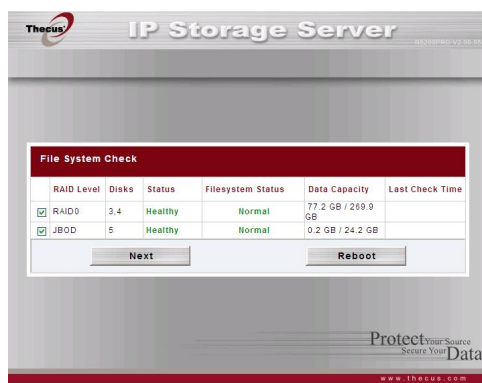 Thecus
IP Storage Server
File System Check
RAID Level Disks Status Filesystem Status Data Capacity Last Check Time
RAID0 3,4 Healthy Normal 77.2 GB / 269.9 GB
JBOD 5 Healthy Normal 0.2 GB / 24.2 GB
Next Reboot
Protect Your Source
Secure Your Data
www.thecus.com